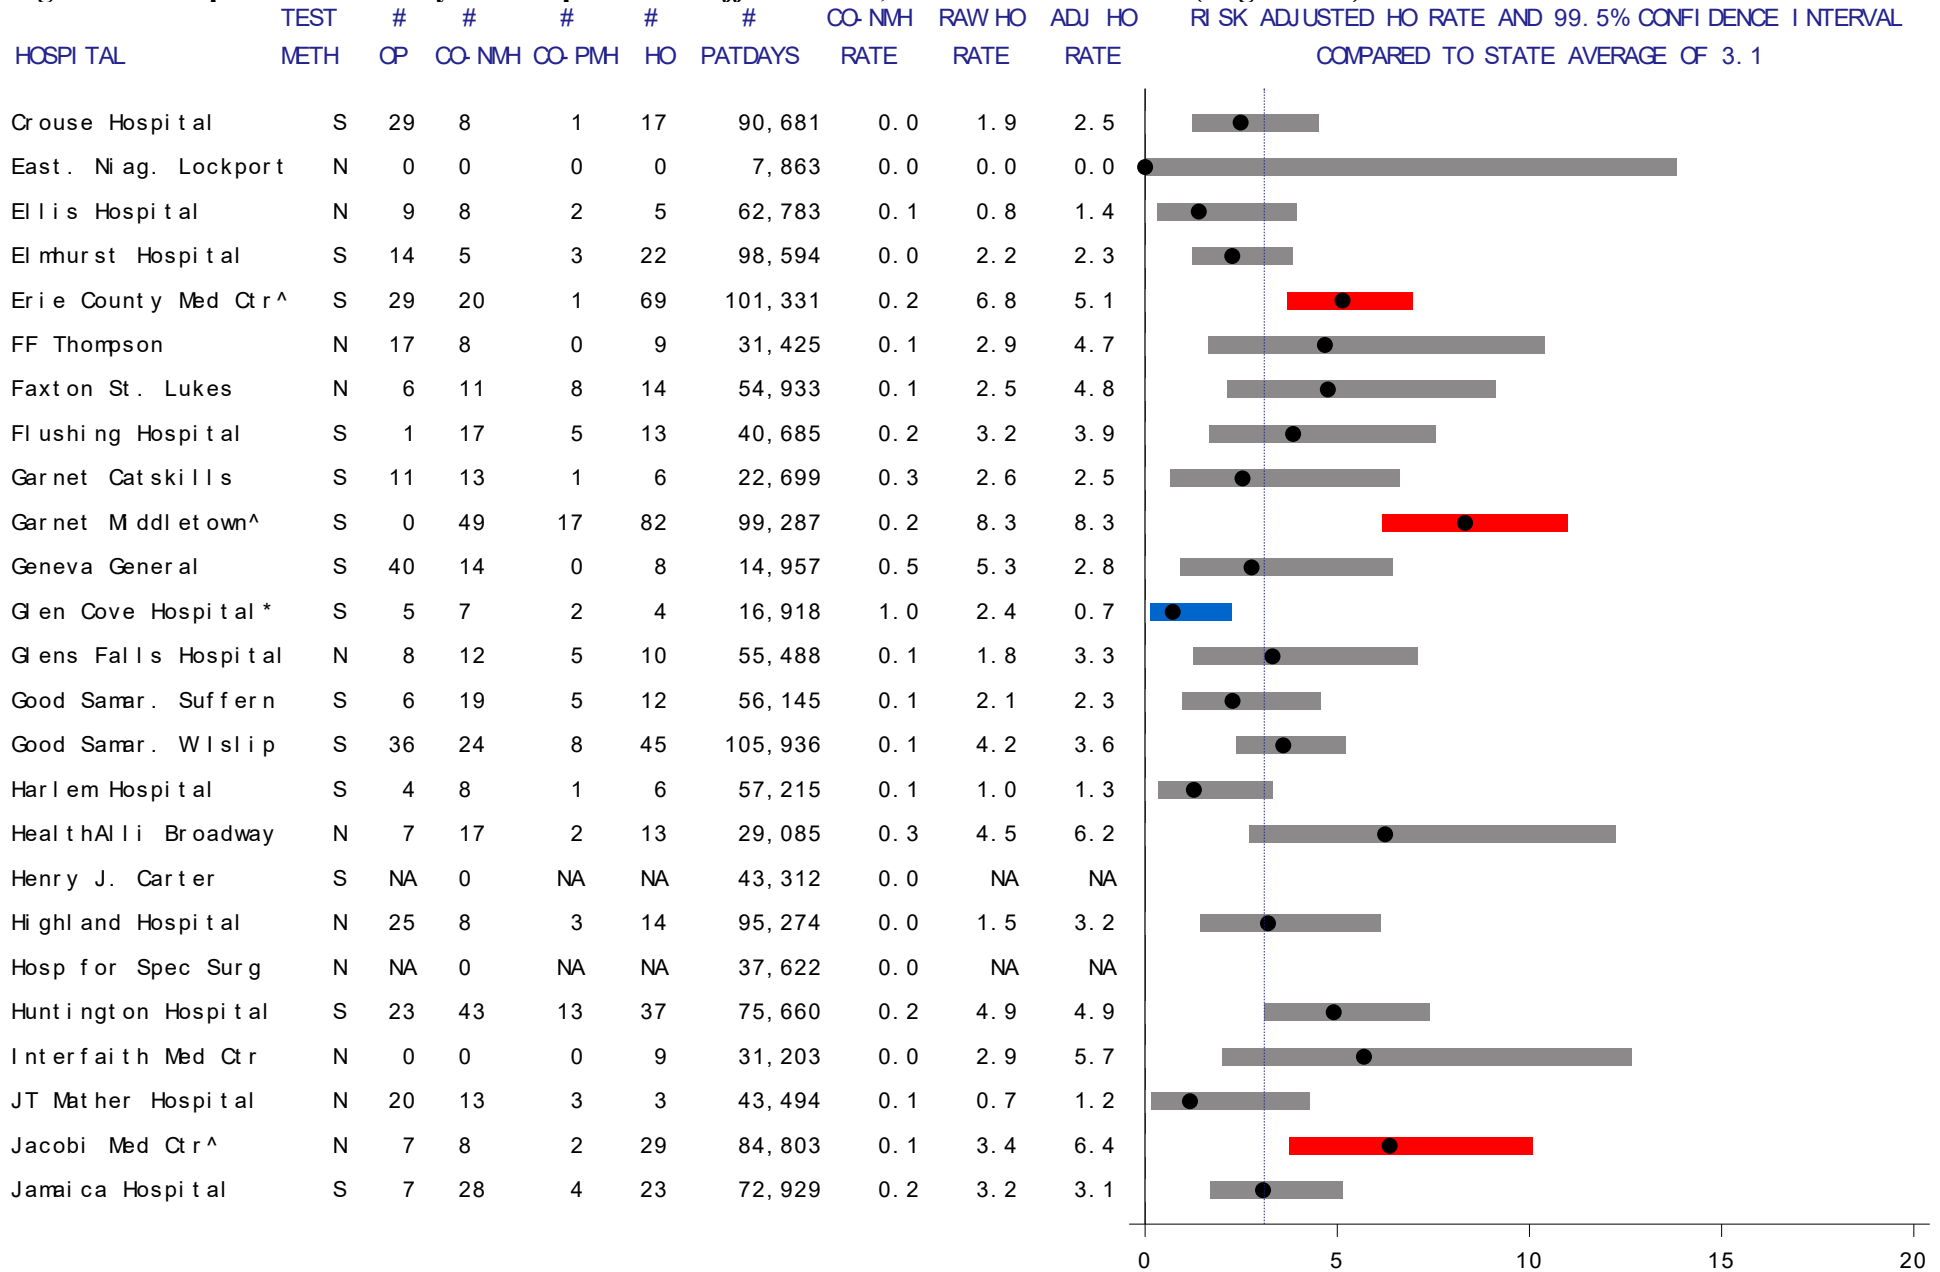 TEST # # # # # CO-NMH RAW HO ADJ HO RISK ADJUSTED HO RATE AND 99.5% CONFIDENCE INTERVAL
HOSPITAL METH OP CO-NMH CO-PMH HO PATDAYS RATE RATE RATE COMPARED TO STATE AVERAGE OF 3.1
Crouse Hospital S 29 8 1 17 90,681 0.0 1.9 2.5
East. Niag. Lockport N 0 0 0 0 7,863 0.0 0.0 0.0
Ellis Hospital N 9 8 2 5 62,783 0.1 0.8 1.4
Elmhurst Hospital S 14 5 3 22 98,594 0.0 2.2 2.3
Erie County Med Ctr^ S 29 20 1 69 101,331 0.2 6.8 5.1
FF Thompson N 17 8 0 9 31,425 0.1 2.9 4.7
Faxton St. Lukes N 6 11 8 14 54,933 0.1 2.5 4.8
Flushing Hospital S 1 17 5 13 40,685 0.2 3.2 3.9
Garnet Catskills S 11 13 1 6 22,699 0.3 2.6 2.5
Garnet Middletown^ S 0 49 17 82 99,287 0.2 8.3 8.3
Geneva General S 40 14 0 8 14,957 0.5 5.3 2.8
Glen Cove Hospital* S 5 7 2 4 16,918 1.0 2.4 0.7
Glens Falls Hospital N 8 12 5 10 55,488 0.1 1.8 3.3
Good Samar. Suffern S 6 19 5 12 56,145 0.1 2.1 2.3
Good Samar. WIslip S 36 24 8 45 105,936 0.1 4.2 3.6
Harlem Hospital S 4 8 1 6 57,215 0.1 1.0 1.3
HealthAlli Broadway N 7 17 2 13 29,085 0.3 4.5 6.2
Henry J. Carter S NA 0 NA NA 43,312 0.0 NA NA
Highland Hospital N 25 8 3 14 95,274 0.0 1.5 3.2
Hosp for Spec Surg N NA 0 NA NA 37,622 0.0 NA NA
Huntington Hospital S 23 43 13 37 75,660 0.2 4.9 4.9
Interfaith Med Ctr N 0 0 0 9 31,203 0.0 2.9 5.7
JT Mather Hospital N 20 13 3 3 43,494 0.1 0.7 1.2
Jacobi Med Ctr^ N 7 8 2 29 84,803 0.1 3.4 6.4
Jamaica Hospital S 7 28 4 23 72,929 0.2 3.2 3.1
0 5 10 15 20